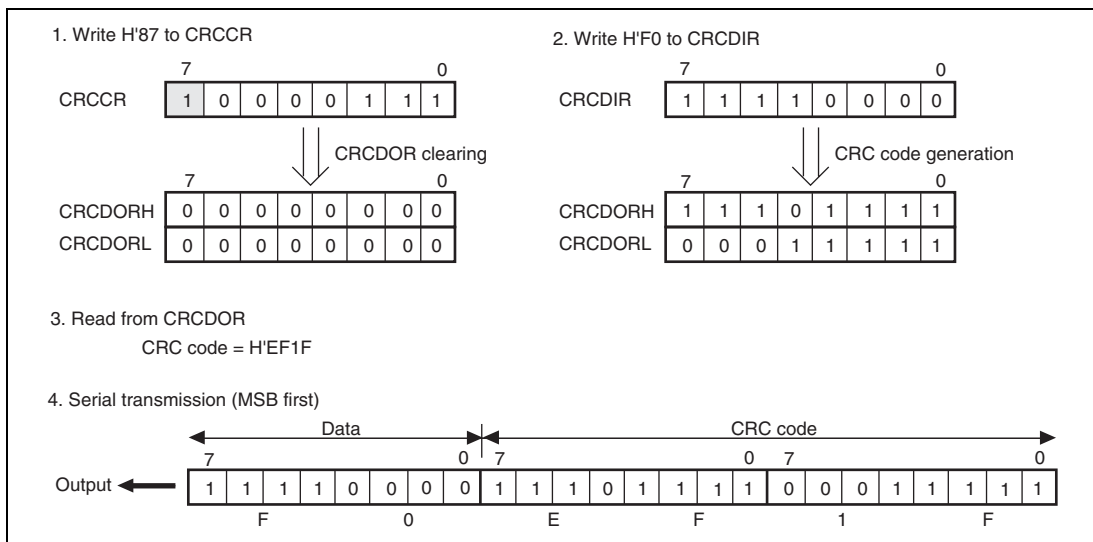 1. Write H'87 to CRCCR
7 0
CRCCR 1 0 0 0 0 1 1 1
CRCDOR clearing
7 0
CRCDORH 0 0 0 0 0 0 0 0
CRCDORL 0 0 0 0 0 0 0 0
2. Write H'F0 to CRCDIR
7 0
CRCDIR 1 1 1 1 0 0 0 0
CRC code generation
7 0
CRCDORH 1 1 1 0 1 1 1 1
CRCDORL 0 0 0 1 1 1 1 1
3. Read from CRCDOR
CRC code = H'EF1F
4. Serial transmission (MSB first)
Data CRC code
7 0 7 0 7 0
Output 1 1 1 1 0 0 0 0 1 1 1 0 1 1 1 1 0 0 0 1 1 1 1 1
F 0 E F 1 F